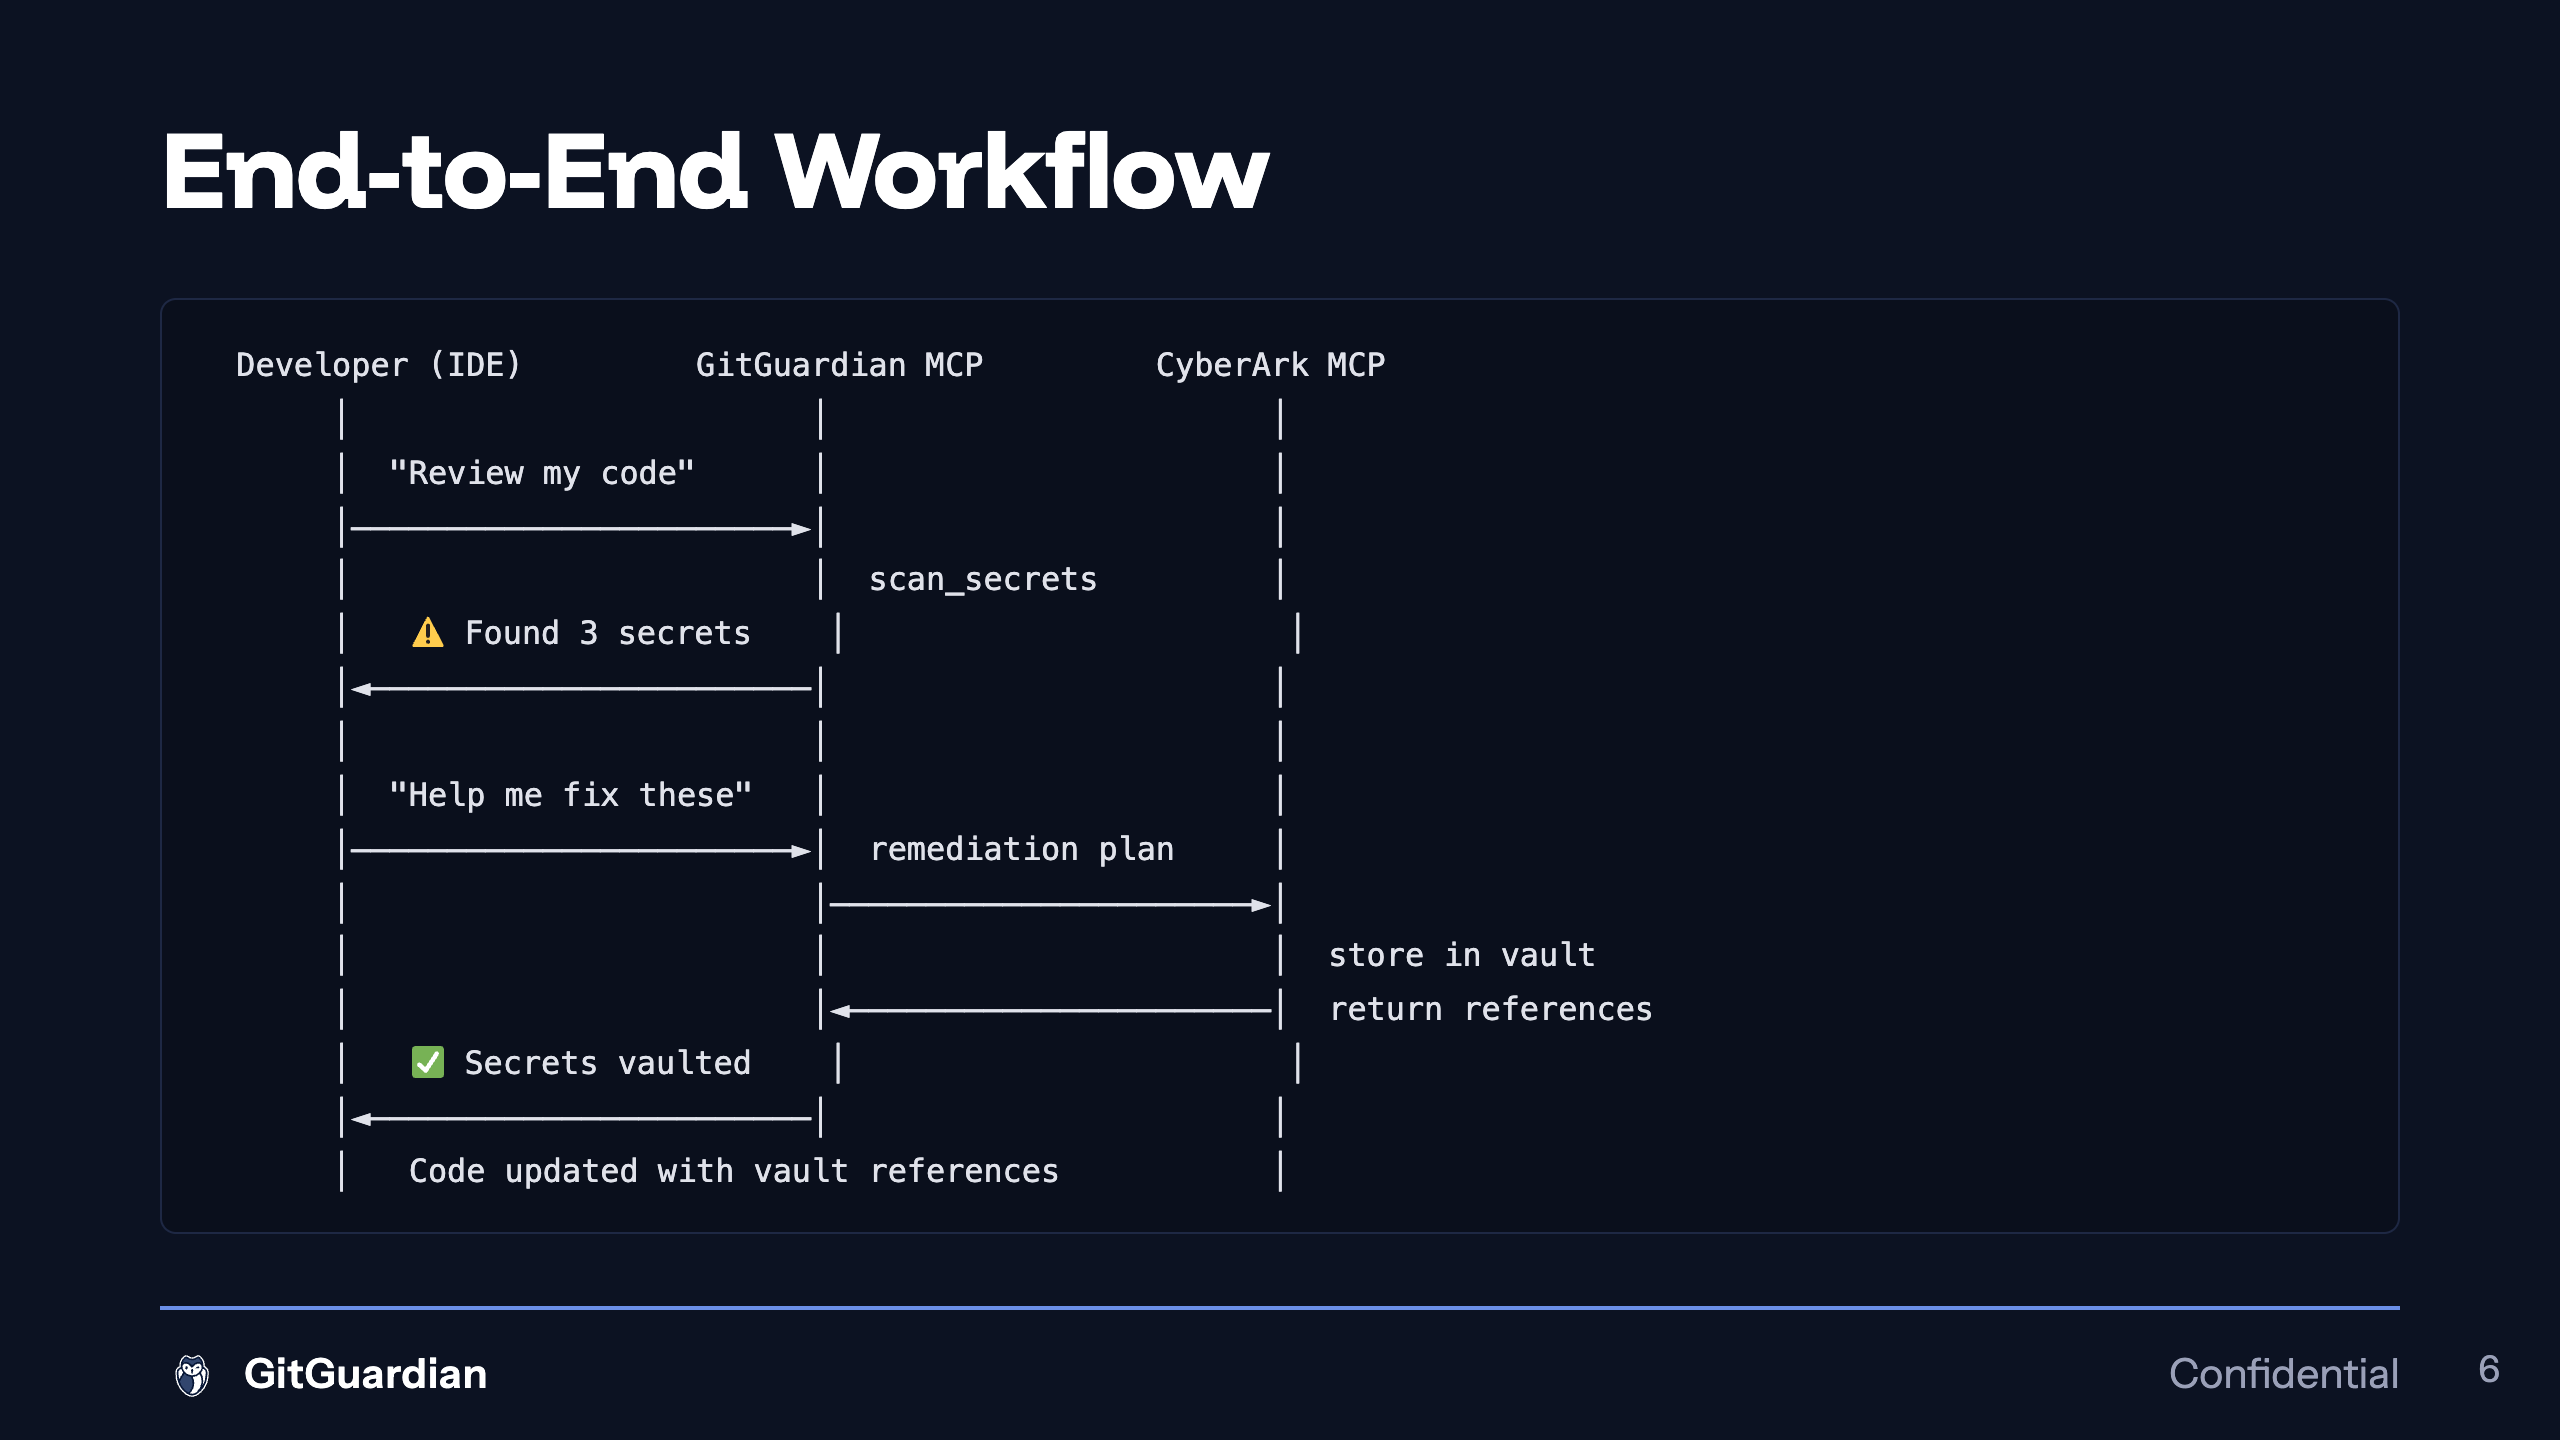 End-to-End Workflow
Developer (IDE) GitGuardian MCP CyberArk MCP
"Review my code"
scan_secrets
⚠️ Found 3 secrets
"Help me fix these"
remediation plan
store in vault
return references
✅ Secrets vaulted
Code updated with vault references
GitGuardian
Confidential
6